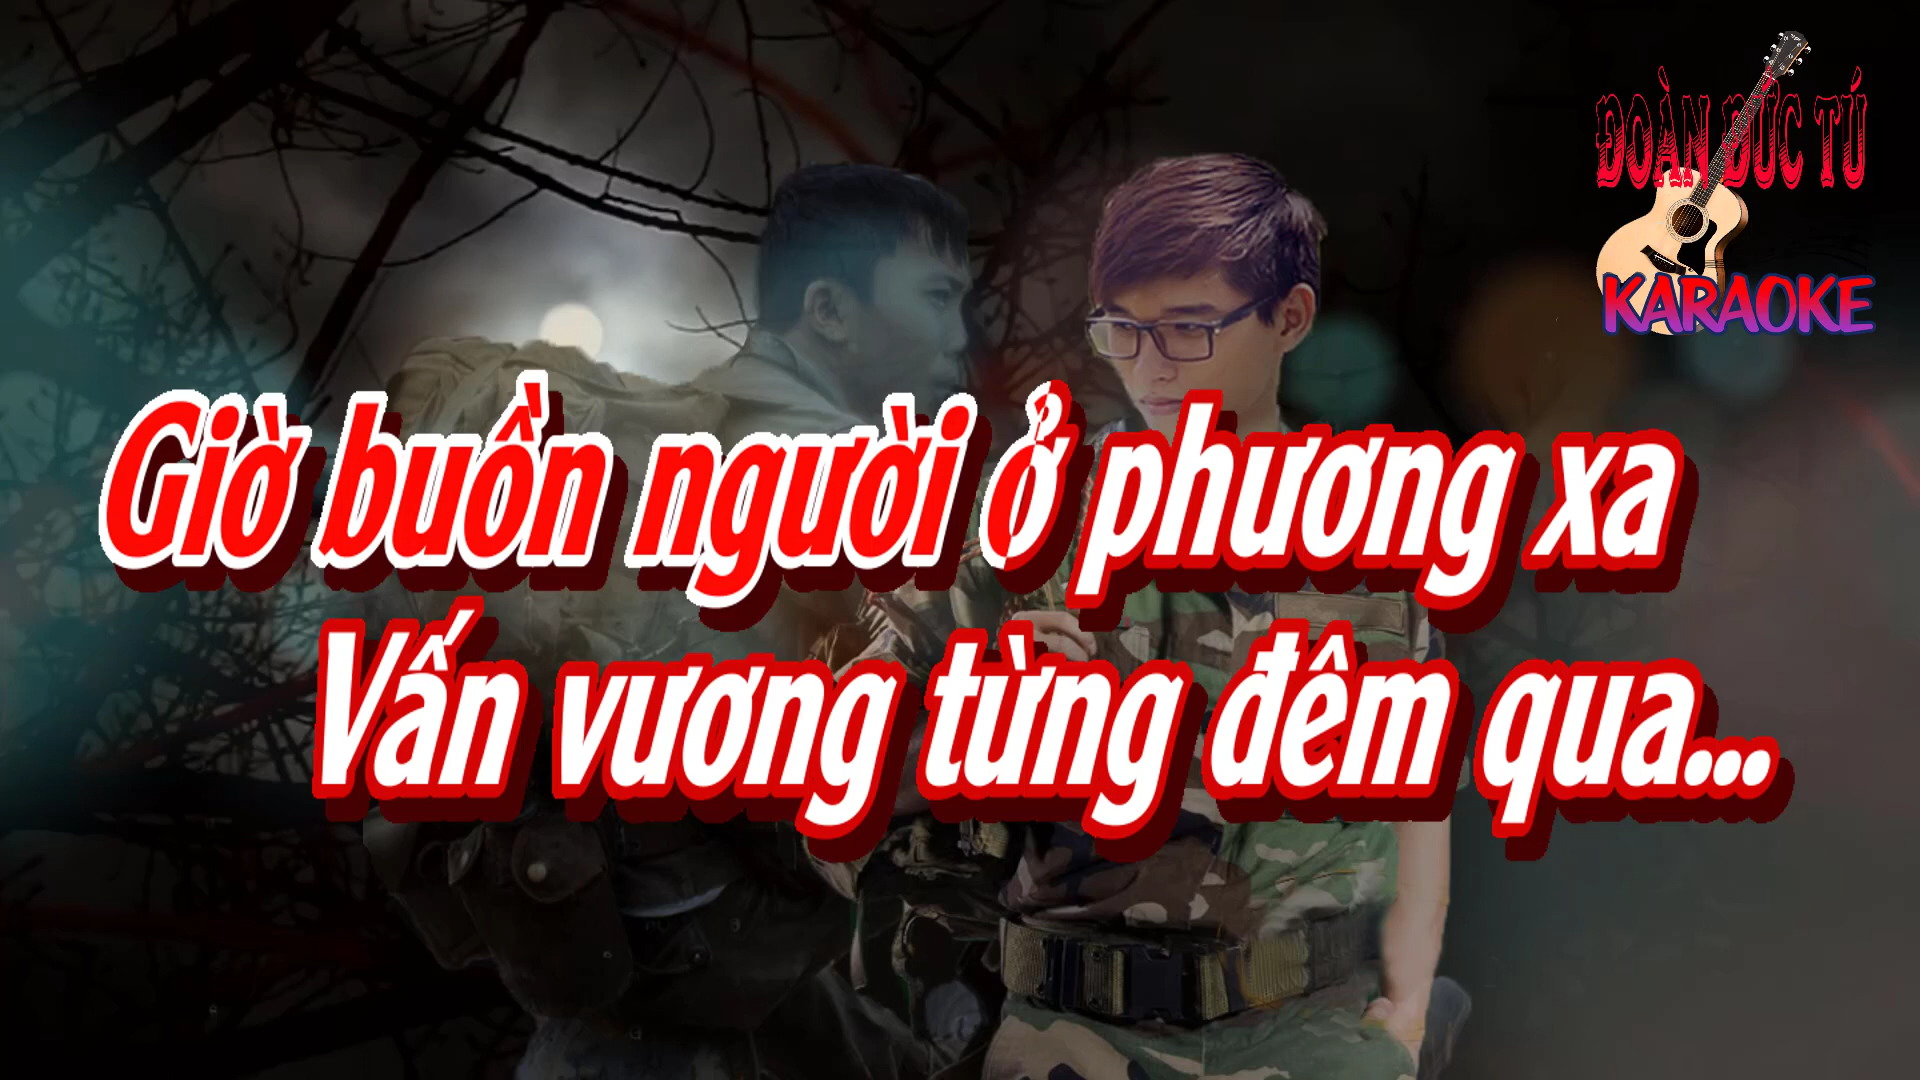 ĐOÀN ĐỨC TÚ
KARAOKE
Giờ buồn người ở phương xa
Vấn vương từng đêm qua...